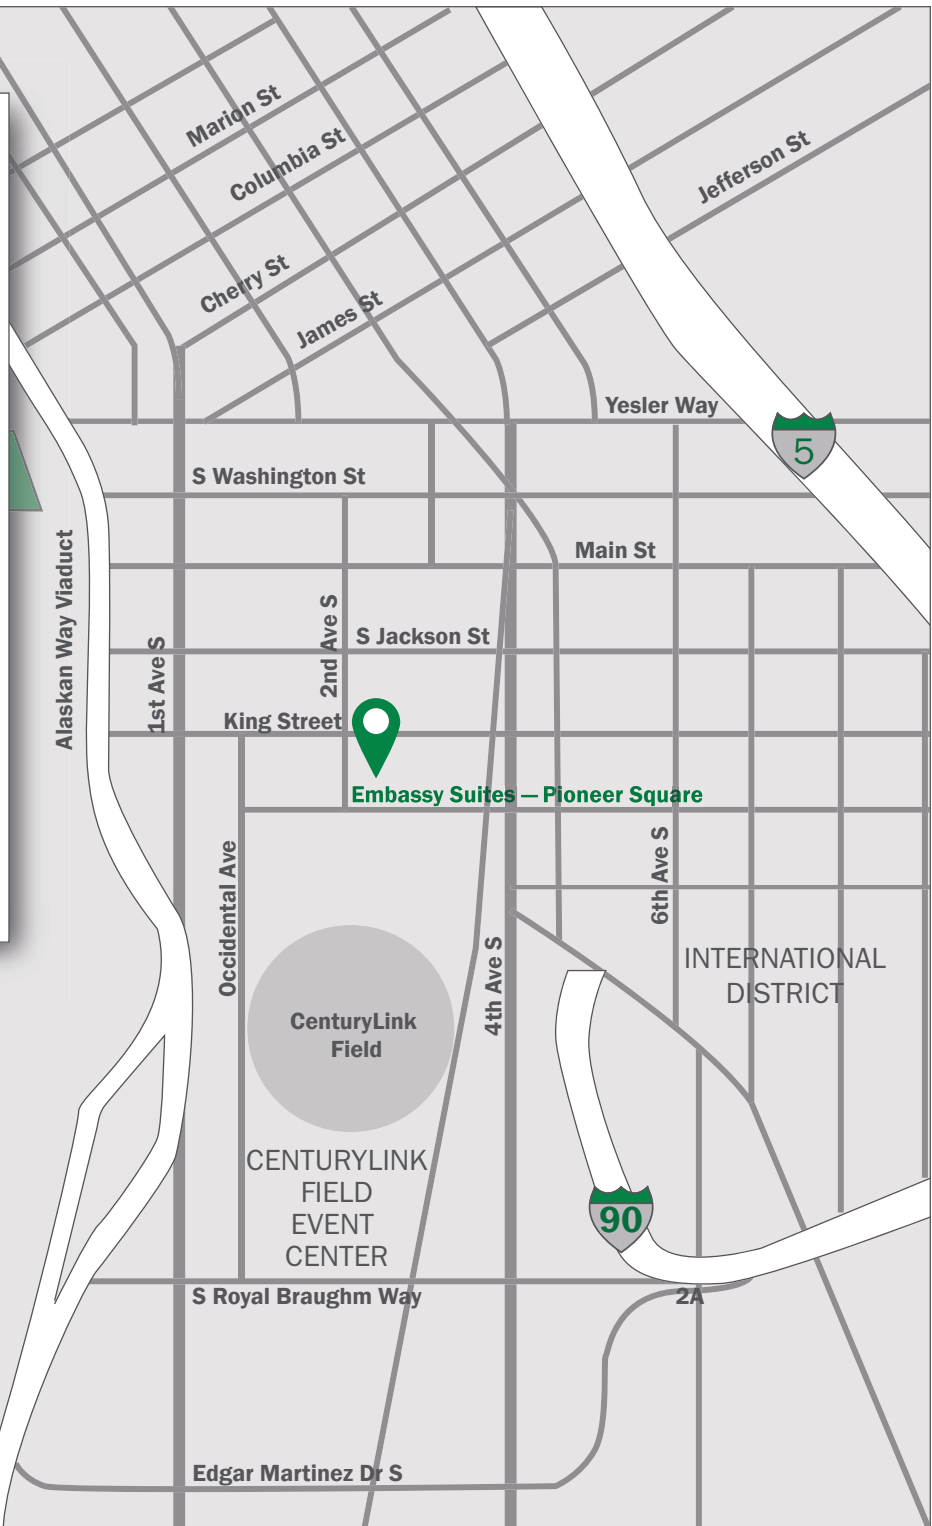 Marion St
Columbia St
Jefferson St
Cherry St
James St
Yesler Way
5
S Washington St
Main St
Alaskan Way Viaduct
1st Ave S
2nd Ave S
S Jackson St
King Street
Embassy Suites — Pioneer Square
Occidental Ave
6th Ave S
4th Ave S
INTERNATIONAL
DISTRICT
CenturyLink
Field
CENTURYLINK
FIELD
EVENT
CENTER
90
S Royal Braughm Way
2A
Edgar Martinez Dr S